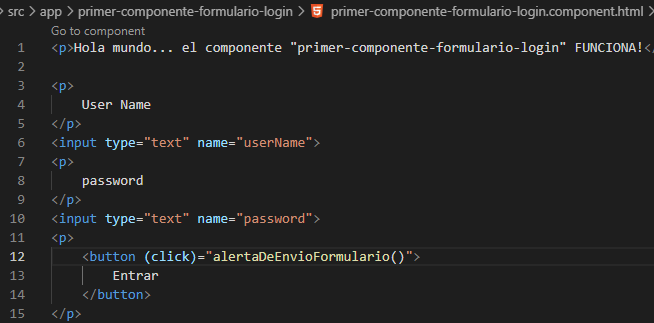 > src > app > primer-componente-formulario-login > primer-componente-formulario-login.component.html >
Go to component
1 <p>Hola mundo... el componente "primer-componente-formulario-login" FUNCIONA!</
2
3 <p>
4 User Name
5 </p>
6 <input type="text" name="userName">
7 <p>
8 password
9 </p>
10 <input type="text" name="password">
11 <p>
12 <button (click)="alertaDeEnvioFormulario()">
13 Entrar
14 </button>
15 </p>